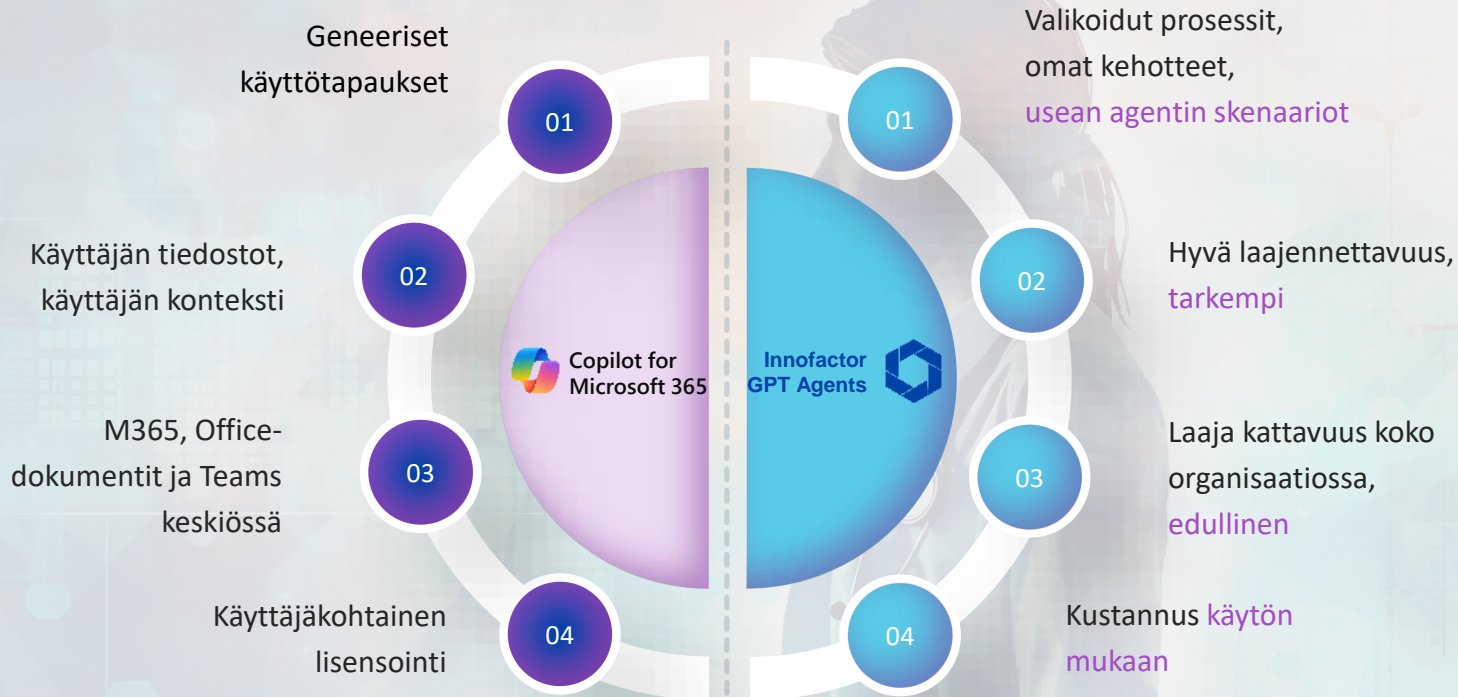 Geneeriset
käyttötapaukset
01
Käyttäjän tiedostot,
käyttäjän konteksti
02
M365, Office-
dokumentit ja Teams
keskiössä
03
Käyttäjäkohtainen
lisensointi
04
Copilot for
Microsoft 365
Innofactor
GPT Agents
Valikoidut prosessit,
omat kehotteet,
usean agentin skenaariot
01
Hyvä laajennettavuus,
tarkempi
02
Laaja kattavuus koko
organisaatiossa,
edullinen
03
Kustannus käytön
mukaan
04